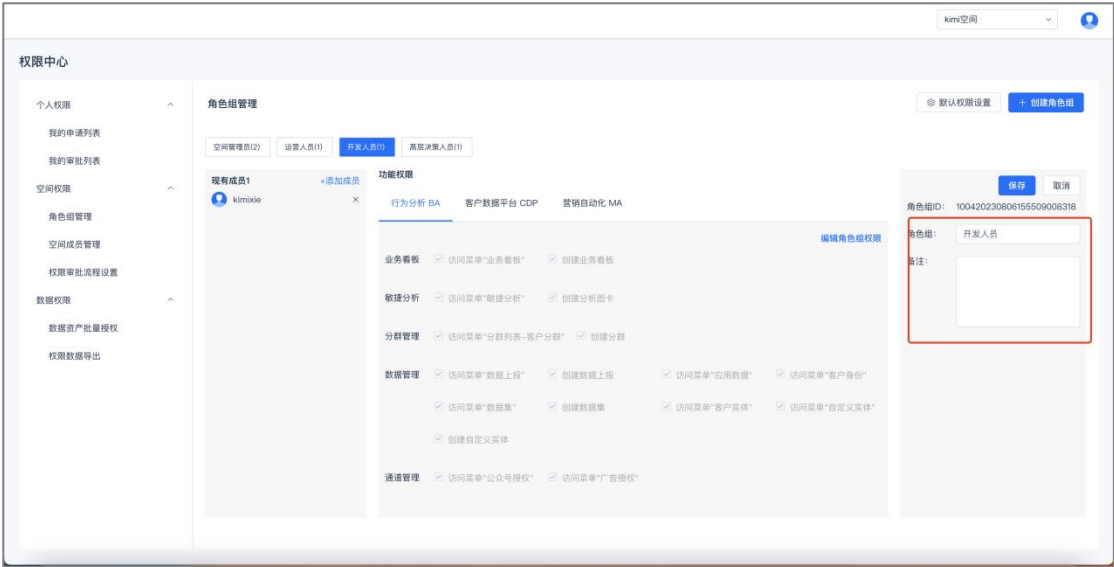 kimi空间
权限中心
个人权限
我的申请列表
我的审批列表
空间权限
角色组管理
空间成员管理
权限审批流程设置
数据权限
数据资产批量授权
权限数据导出
角色组管理
默认权限设置
+ 创建角色组
空间管理员(2) 运营人员(1) 开发人员(1) 高层决策人员(1)
现有成员1 +添加成员
kimixie ×
功能权限
行为分析 BA 客户数据平台 CDP 营销自动化 MA
编辑角色组权限
业务看板 访问菜单"业务看板" 创建业务看板
敏捷分析 访问菜单"敏捷分析" 创建分析图卡
分群管理 访问菜单"分群列表-客户分群" 创建分群
数据管理 访问菜单"数据上报" 创建数据上报 访问菜单"应用数据" 访问菜单"客户身份"
访问菜单"数据集" 创建数据集 访问菜单"客户实体" 访问菜单"自定义实体"
创建自定义实体
通道管理 访问菜单"公众号授权" 访问菜单"广告授权"
保存 取消
角色组ID: 100420230806155509008318
角色组: 开发人员
备注: